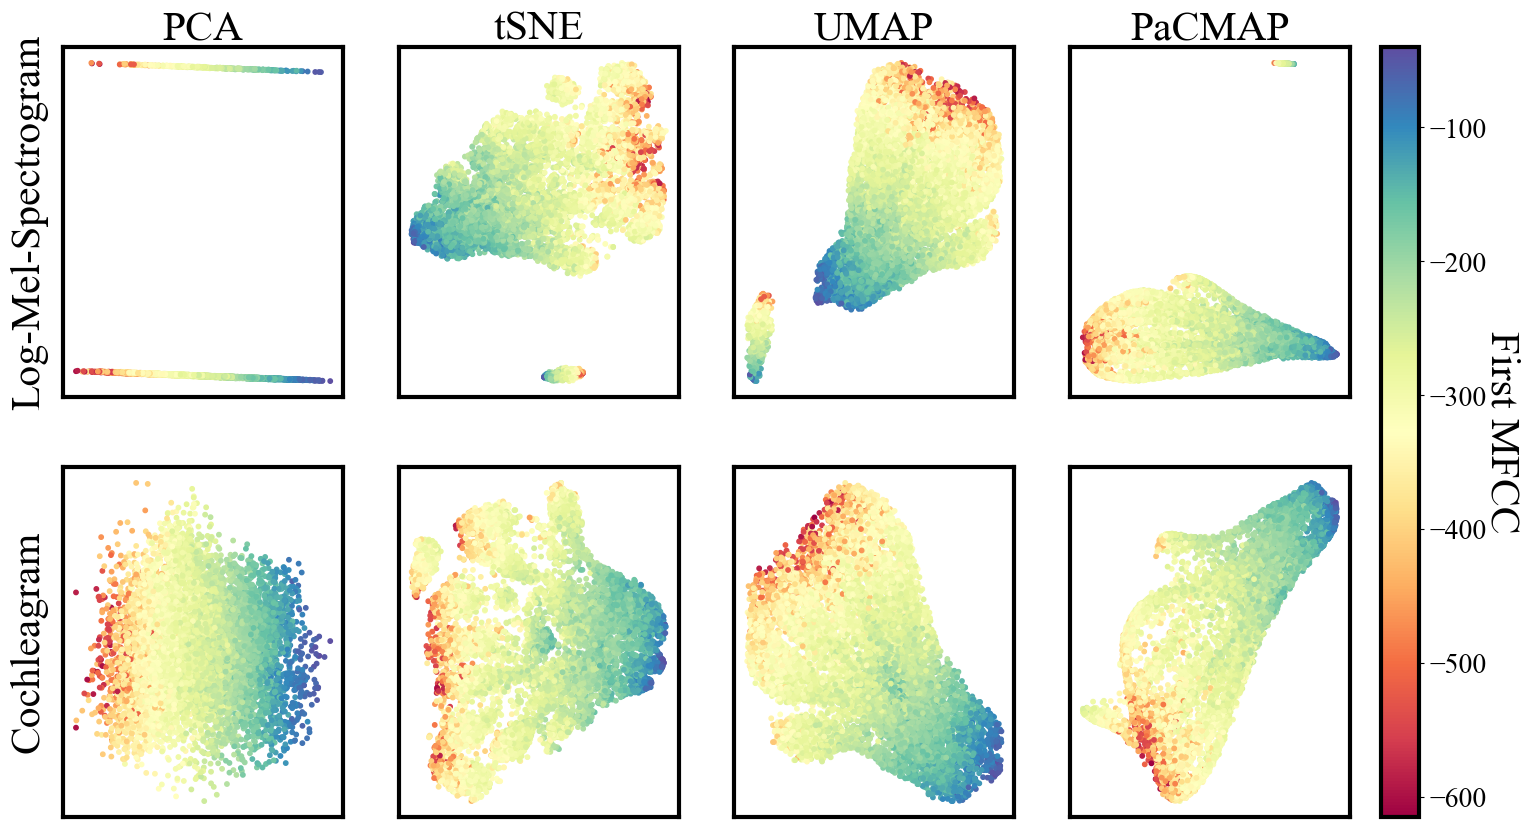 PCA
tSNE
UMAP
PaCMAP
Log-Mel-Spectrogram
Cochleagram
−100
−200
−300
−400
−500
−600
First MFCC